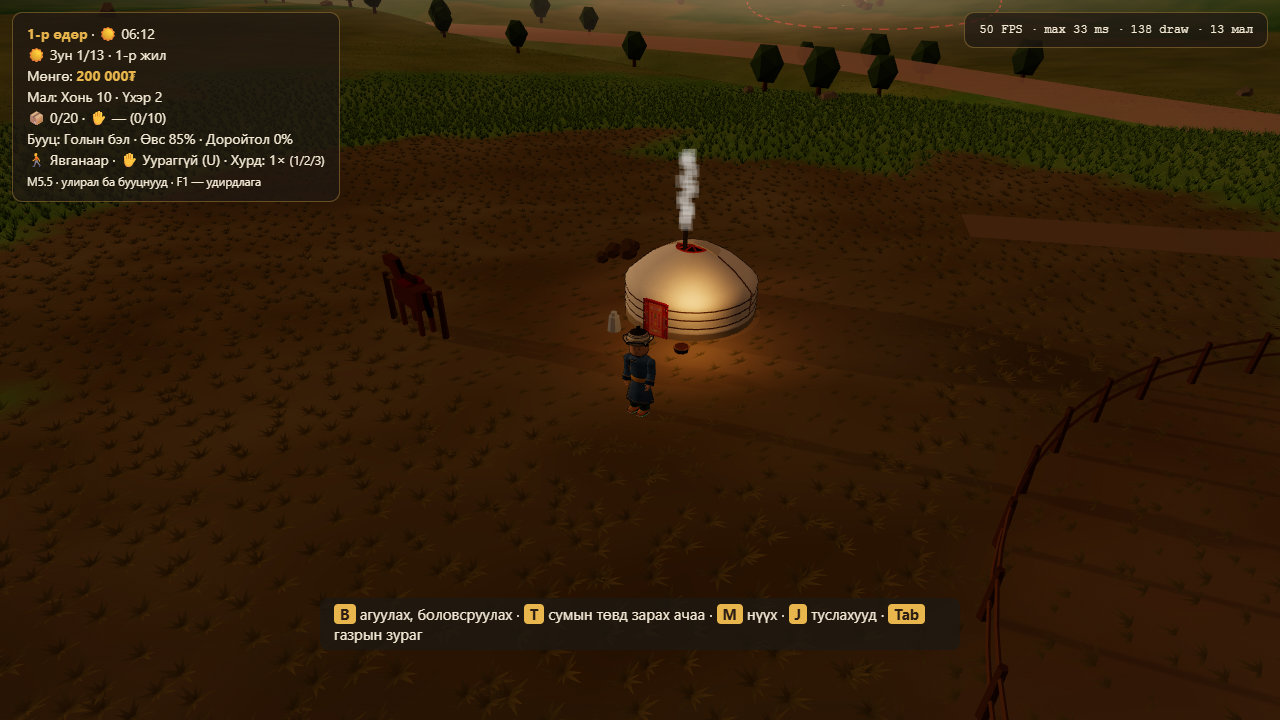 1-р өдөр · 06:12
Зун 1/13 · 1-р жил
Мөнгө: 200 000₮
Мал: Хонь 10 · Үхэр 2
0/20 · — (0/10)
Бууц: Голын бэл · Өвс 85% · Доройтол 0%
Явганаар · Уураггүй (U) · Хурд: 1× (1/2/3)
M5.5 · улирал ба бууцнууд · F1 — удирдлага
50 FPS · max 33 ms · 138 draw · 13 мал
B агуулах, боловсруулах · T сумын төвд зарах ачаа · M нүүх · J туслахууд · Tab
газрын зураг